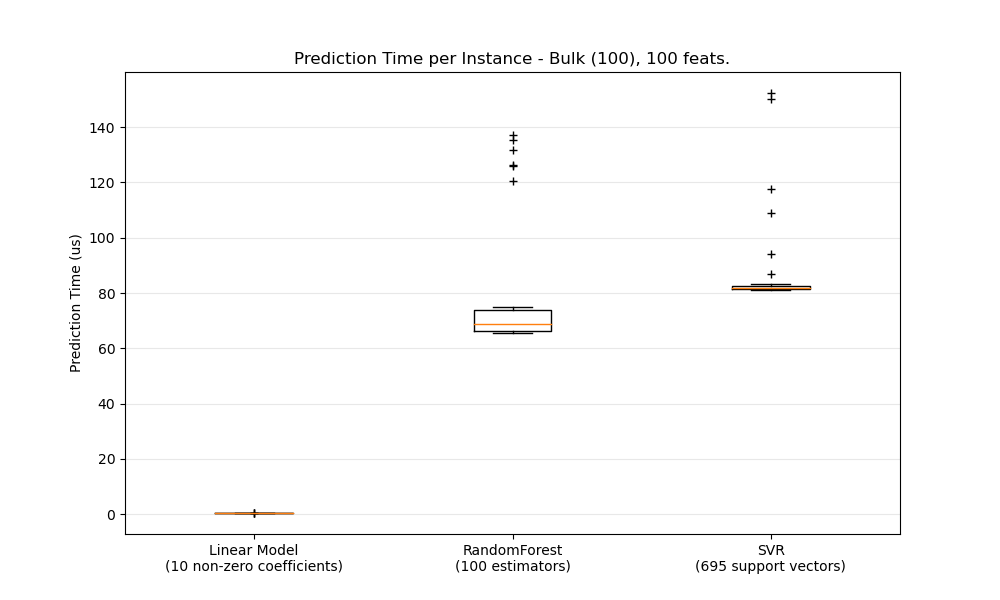 Prediction Time per Instance - Bulk (100), 100 feats.
Prediction Time (us)
140
120
100
80
60
40
20
0
Linear Model
(10 non-zero coefficients)
RandomForest
(100 estimators)
SVR
(695 support vectors)